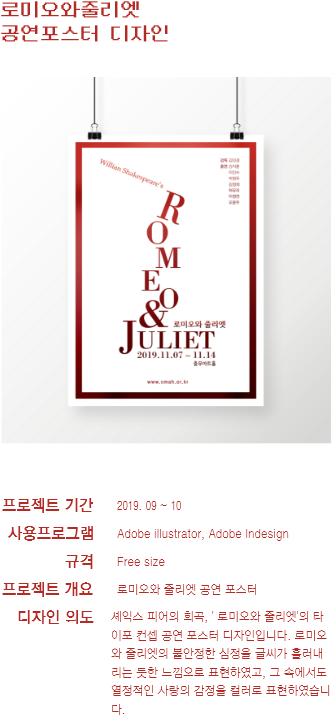 로미오와줄리엣
공연포스터 디자인
Willian Shakespeare's
ROMEO
&
JULIET
로미오와 줄리엣
2019.11.07 – 11.14
충무아트홀
www.cmah.or.kr
프로젝트 기간 2019. 09 ~ 10
사용프로그램 Adobe illustrator, Adobe Indesign
규격 Free size
프로젝트 개요 로미오와 줄리엣 공연 포스터
디자인 의도 셰익스 피어의 희곡, ' 로미오와 줄리엣'의 타
이포 컨셉 공연 포스터 디자인입니다. 로미오
와 줄리엣의 불안정한 심정을 글씨가 흘러내
리는 듯한 느낌으로 표현하였고, 그 속에서도
열정적인 사랑의 감정을 컬러로 표현하였습니
다.